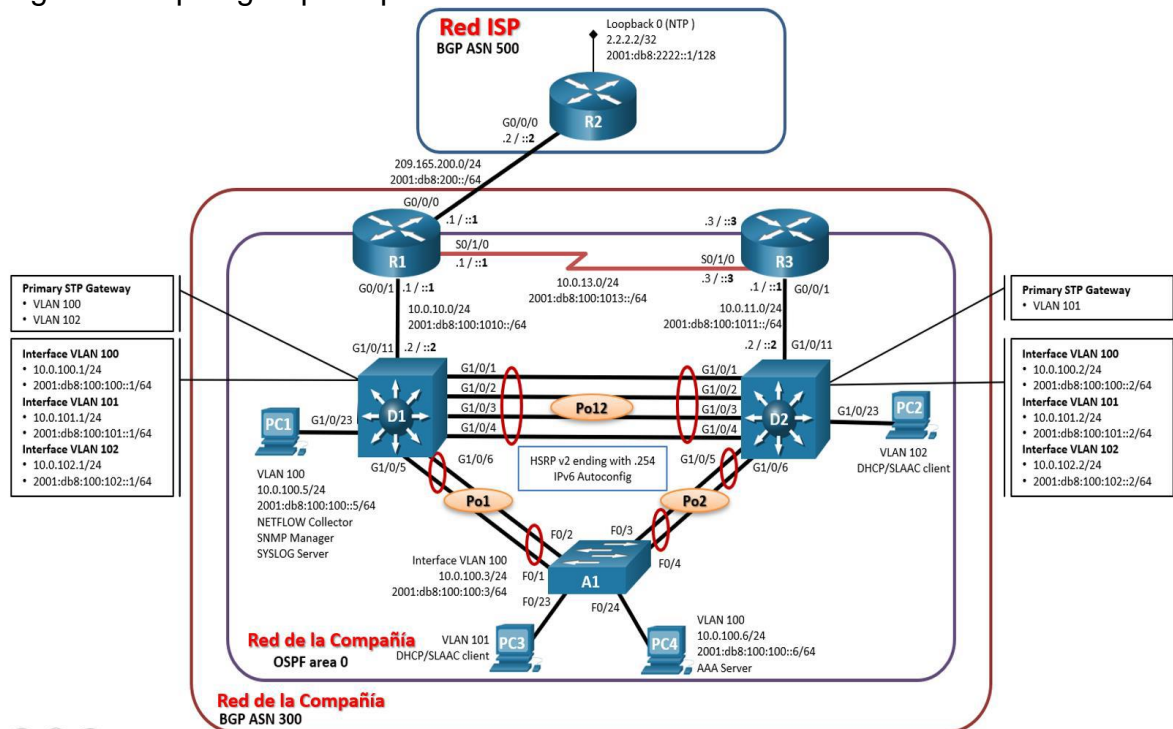 Red ISP
BGP ASN 500
Loopback 0 (NTP )
2.2.2.2/32
2001:db8:2222::1/128
G0/0/0
.2 / ::2
R2
209.165.200.0/24
2001:db8:200::/64
G0/0/0
.1 / ::1
R1
S0/1/0
.1 / ::1
.3 / ::3
R3
S0/1/0
.3 / ::3
10.0.13.0/24
2001:db8:100:1013::/64
G0/0/1
.1 / ::1
10.0.10.0/24
2001:db8:100:1010::/64
G1/0/11
.2 / ::2
.1 / ::1
G0/0/1
10.0.11.0/24
2001:db8:100:1011::/64
.2 / ::2
G1/0/11
Primary STP Gateway
• VLAN 100
• VLAN 102
Interface VLAN 100
• 10.0.100.1/24
• 2001:db8:100:100::1/64
Interface VLAN 101
• 10.0.101.1/24
• 2001:db8:100:101::1/64
Interface VLAN 102
• 10.0.102.1/24
• 2001:db8:100:102::1/64
Primary STP Gateway
• VLAN 101
Interface VLAN 100
• 10.0.100.2/24
• 2001:db8:100:100::2/64
Interface VLAN 101
• 10.0.101.2/24
• 2001:db8:100:101::2/64
Interface VLAN 102
• 10.0.102.2/24
• 2001:db8:100:102::2/64
D1
G1/0/1
G1/0/2
G1/0/3
G1/0/4
Po12
G1/0/1
G1/0/2
G1/0/3
G1/0/4
D2
PC1
G1/0/23
VLAN 100
10.0.100.5/24
2001:db8:100:100::5/64
NETFLOW Collector
SNMP Manager
SYSLOG Server
G1/0/23
PC2
VLAN 102
DHCP/SLAAC client
G1/0/5
G1/0/6
Po1
HSRP v2 ending with .254
IPv6 Autoconfig
G1/0/5
G1/0/6
Po2
F0/2
F0/1
F0/3
F0/4
Interface VLAN 100
10.0.100.3/24
2001:db8:100:100:3/64
A1
F0/23
F0/24
VLAN 101
DHCP/SLAAC client
PC3
PC4
VLAN 100
10.0.100.6/24
2001:db8:100:100::6/64
AAA Server
Red de la Compañía
OSPF area 0
Red de la Compañía
BGP ASN 300